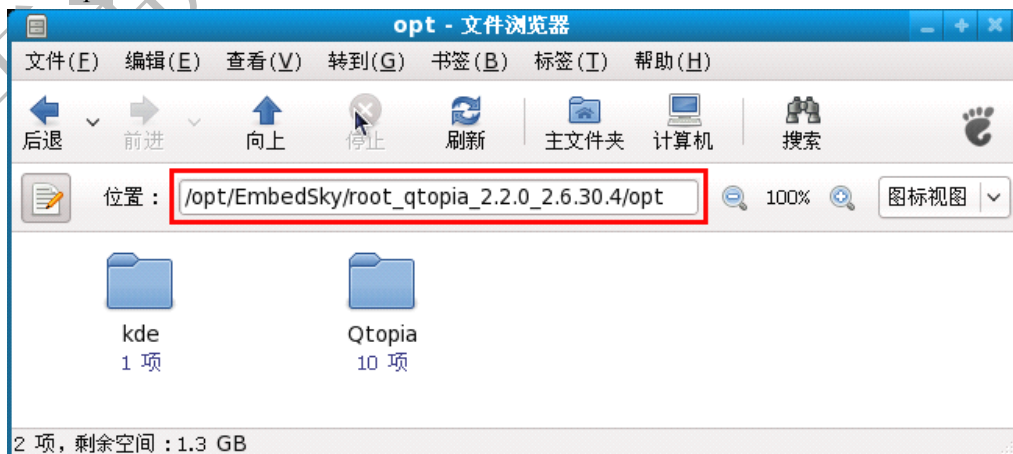 opt - 文件浏览器
文件(F) 编辑(E) 查看(V) 转到(G) 书签(B) 标签(T) 帮助(H)
后退 前进 向上 停止 刷新 主文件夹 计算机 搜索
位置： /opt/EmbedSky/root_qtopia_2.2.0_2.6.30.4/opt 100% 图标视图
kde Qtopia
1 项 10 项
2 项，剩余空间：1.3 GB